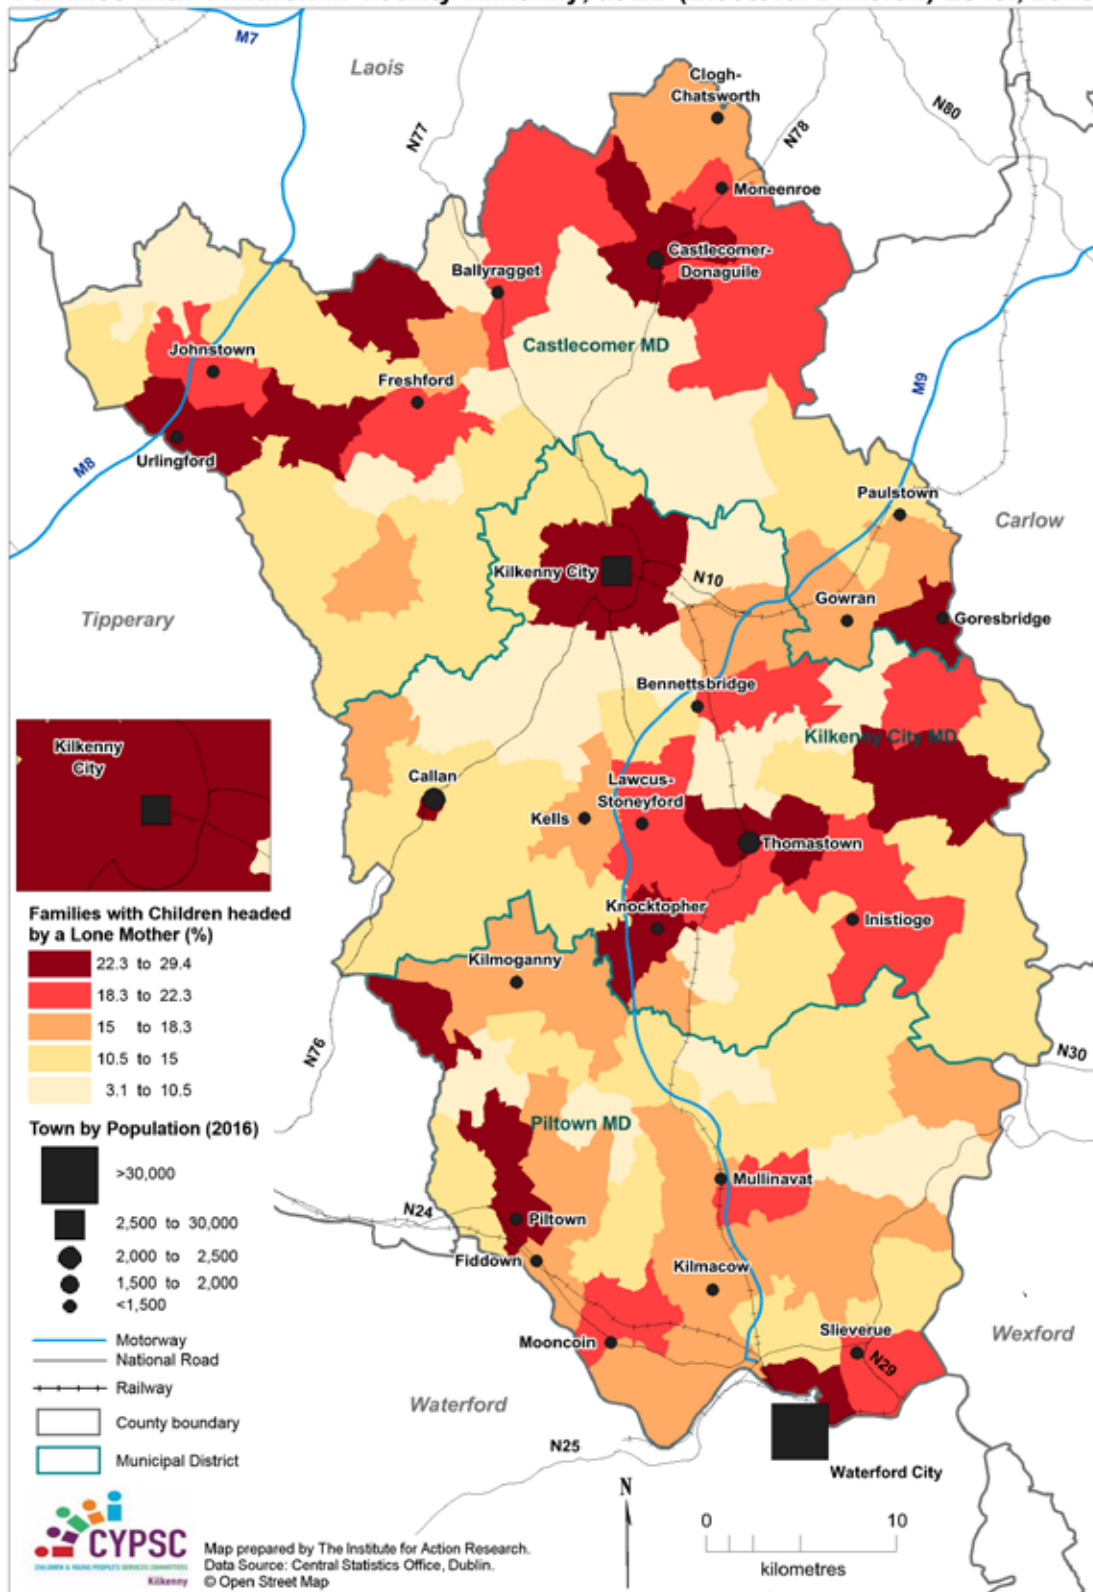 M7
Laois
N77
Clogh-
Chatsworth
N78
N80
Moneenroe
Castlecomer-
Donaguile
Ballyragget
Castlecomer MD
Johnstown
Freshford
M9
Urlingford
M8
Paulstown
Carlow
Kilkenny City
N10
Gowran
Goresbridge
Tipperary
Bennettsbridge
Kilkenny City MD
Kilkenny
City
Callan
Lawcus-
Stoneyford
Kells
Thomastown
Knocktopher
Inistioge
Families with Children headed
by a Lone Mother (%)
22.3 to 29.4
18.3 to 22.3
15 to 18.3
10.5 to 15
3.1 to 10.5
Kilmoganny
N76
N30
Piltown MD
Town by Population (2016)
>30,000
2,500 to 30,000
2,000 to 2,500
1,500 to 2,000
<1,500
Mullinavat
N24
Piltown
Fiddown
Kilmacow
Mooncoin
Slieverue
N29
Wexford
Motorway
National Road
Railway
County boundary
Municipal District
Waterford
N25
Waterford City
N
0 10
kilometres
CYPSC
CHILDREN & YOUNG PEOPLE'S SERVICES COMMITTEES
Kilkenny
Map prepared by The Institute for Action Research.
Data Source: Central Statistics Office, Dublin.
© Open Street Map